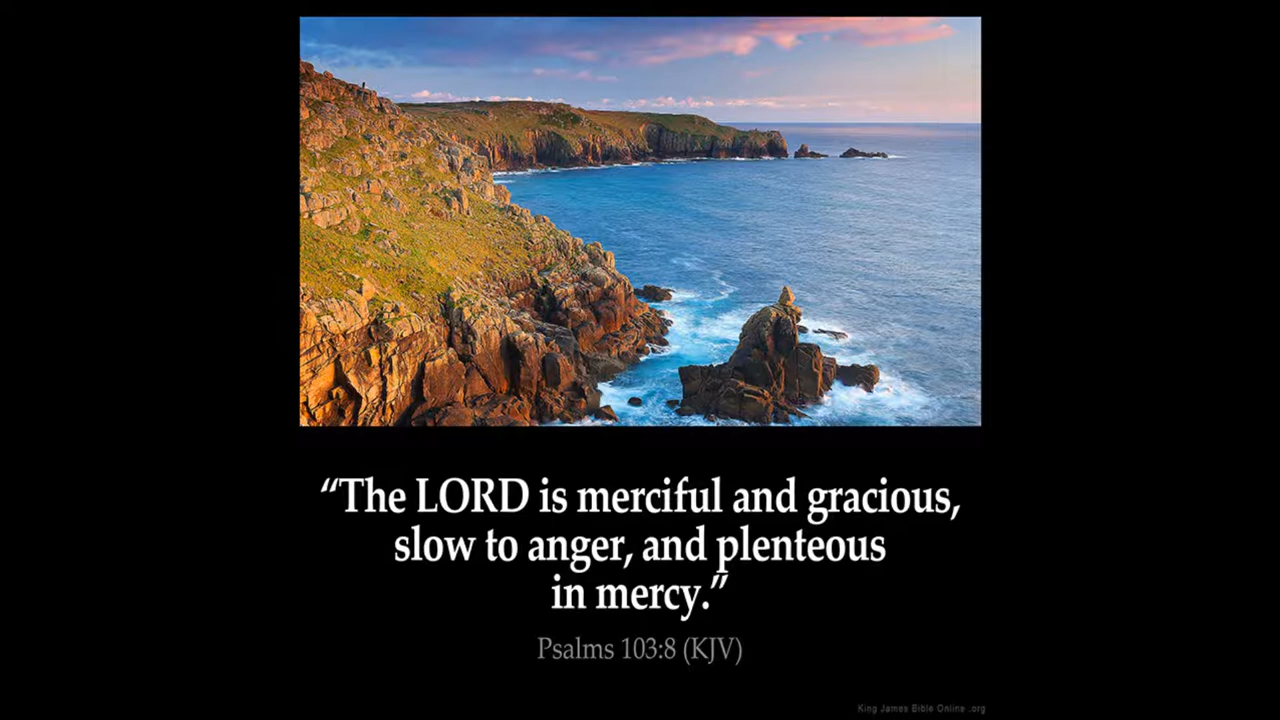 “The LORD is merciful and gracious,
slow to anger, and plenteous
in mercy.”
Psalms 103:8 (KJV)
King James Bible Online .org